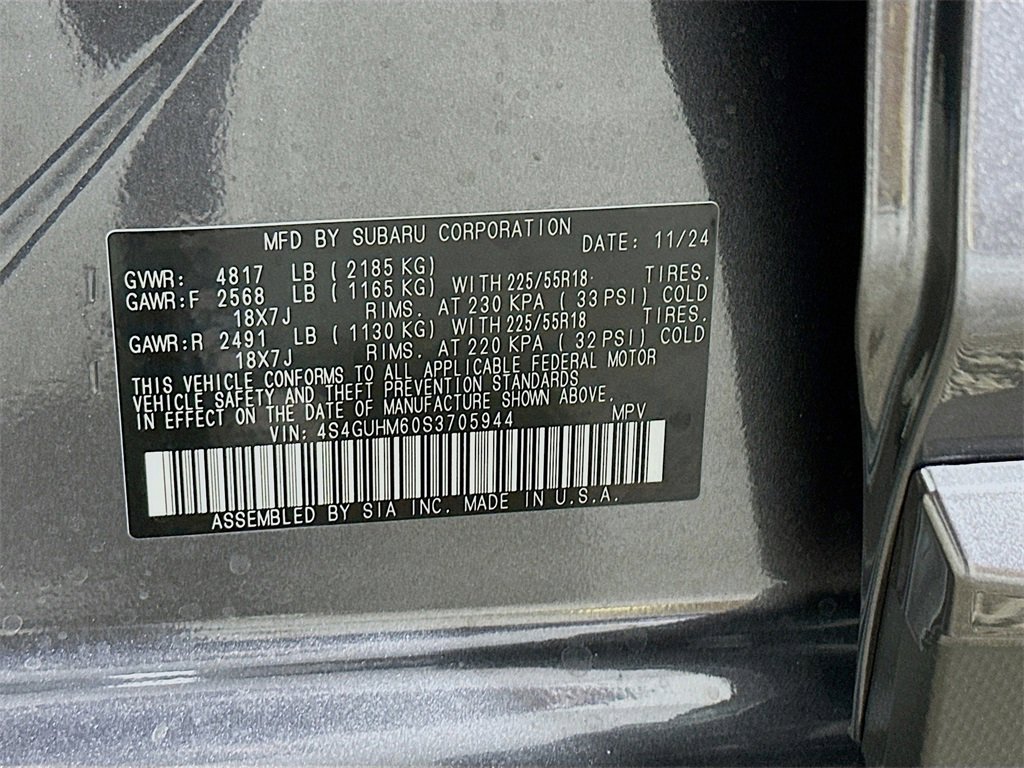 MFD BY SUBARU CORPORATION DATE: 11/24
GVWR: 4817 LB ( 2185 KG)
GAWR:F 2568 LB ( 1165 KG) WITH 225/55R18 TIRES.
18X7J RIMS. AT 230 KPA ( 33 PSI) COLD
GAWR:R 2491 LB ( 1130 KG) WITH 225/55R18 TIRES.
18X7J RIMS. AT 220 KPA ( 32 PSI) COLD
THIS VEHICLE CONFORMS TO ALL APPLICABLE FEDERAL MOTOR
VEHICLE SAFETY AND THEFT PREVENTION STANDARDS
IN EFFECT ON THE DATE OF MANUFACTURE SHOWN ABOVE.
VIN: 4S4GUHM60S3705944 MPV
ASSEMBLED BY SIA INC. MADE IN U.S.A.